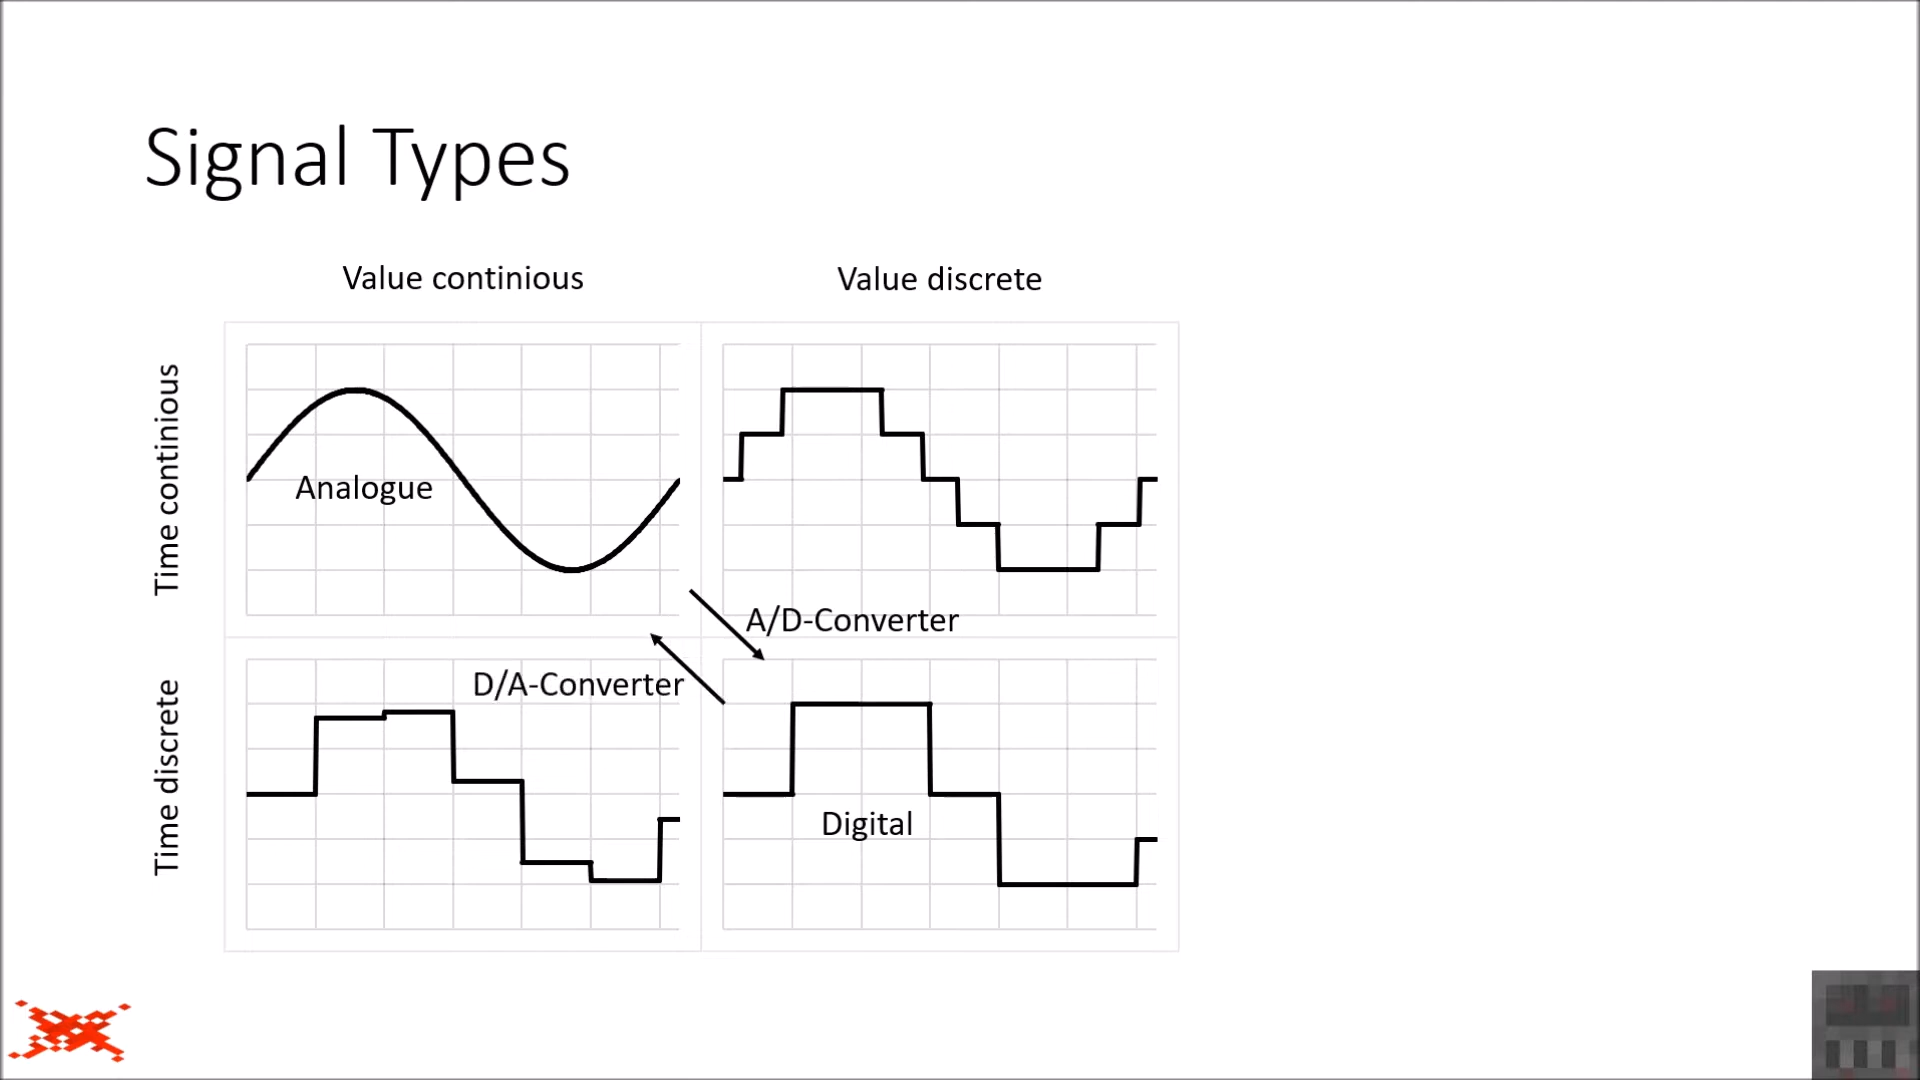 Signal Types
Value continious
Value discrete
Time continious
Analogue
A/D-Converter
D/A-Converter
Time discrete
Digital